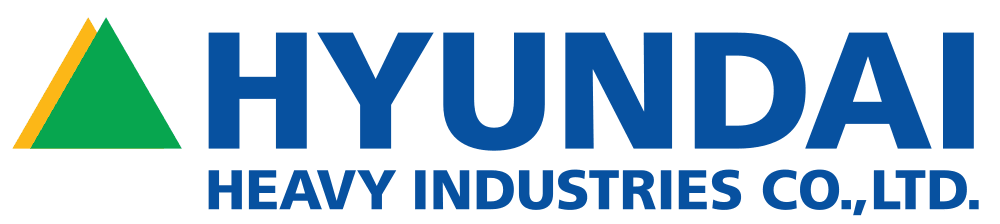 HYUNDAI
HEAVY INDUSTRIES CO.,LTD.